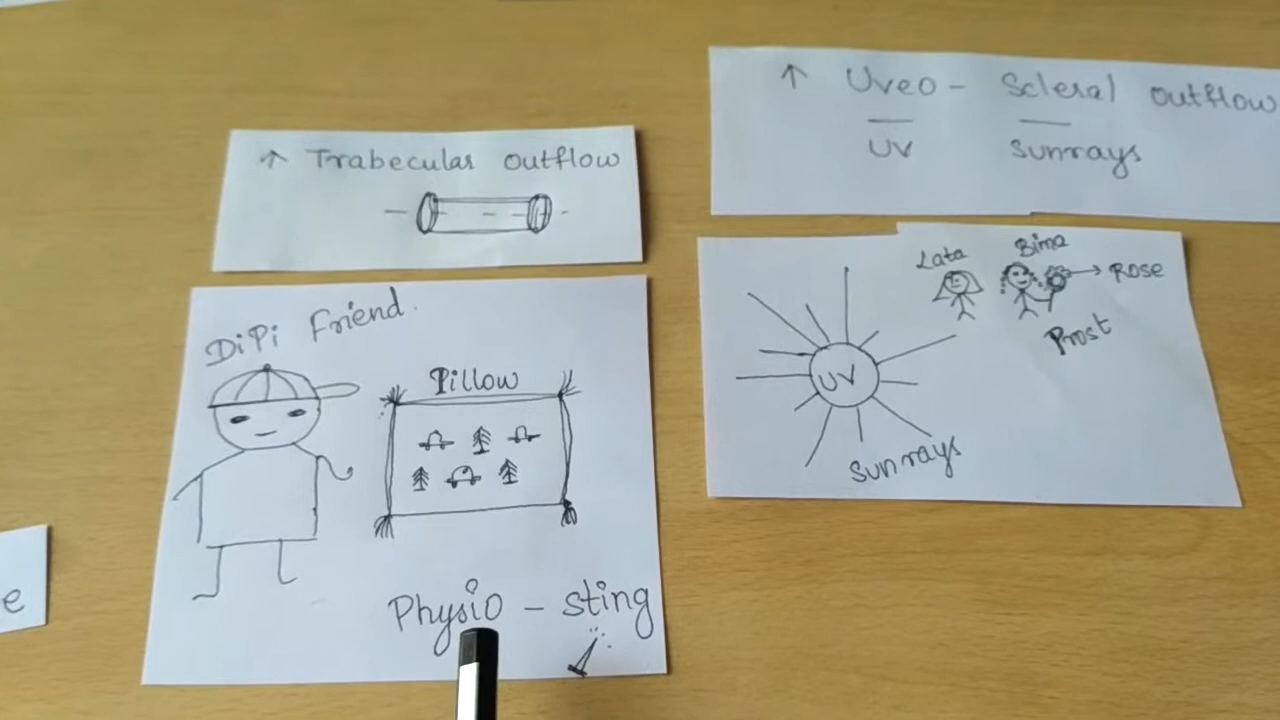 ↑ Trabecular outflow
DiPi Friend.
Pillow
Physio - sting
↑ Uveo - Scleral outflow
UV Sunrays
Lata Bima
→ Rose
Prost
UV
Sunrays
e